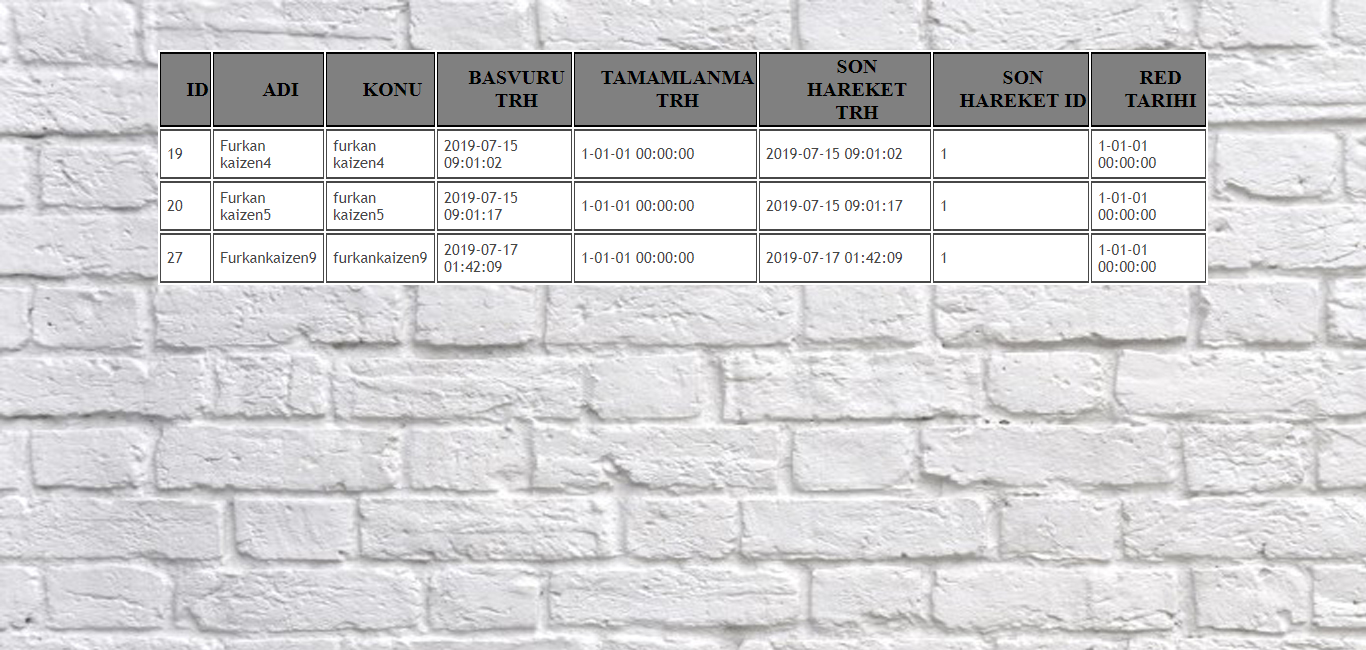 ID ADI KONU BASVURU TRH TAMAMLANMA TRH SON HAREKET TRH SON HAREKET ID RED TARIHI
19 Furkan kaizen4 furkan kaizen4 2019-07-15 09:01:02 1-01-01 00:00:00 2019-07-15 09:01:02 1 1-01-01 00:00:00
20 Furkan kaizen5 furkan kaizen5 2019-07-15 09:01:17 1-01-01 00:00:00 2019-07-15 09:01:17 1 1-01-01 00:00:00
27 Furkankaizen9 furkankaizen9 2019-07-17 01:42:09 1-01-01 00:00:00 2019-07-17 01:42:09 1 1-01-01 00:00:00